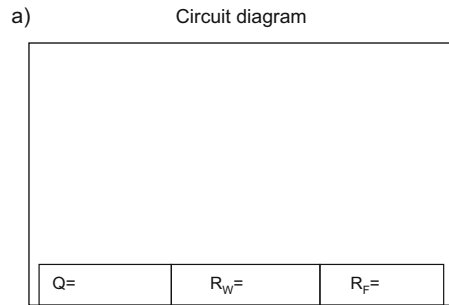 a) Circuit diagram
Q= R_W= R_F=